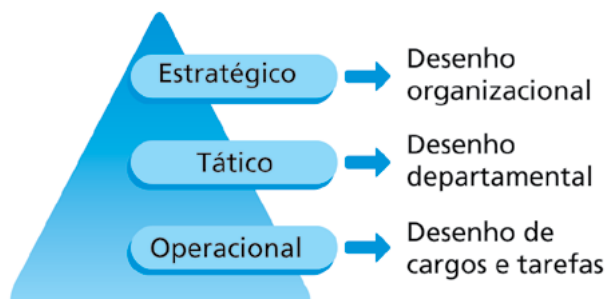 Estratégico
Desenho
organizacional
Tático
Desenho
departamental
Operacional
Desenho de
cargos e tarefas